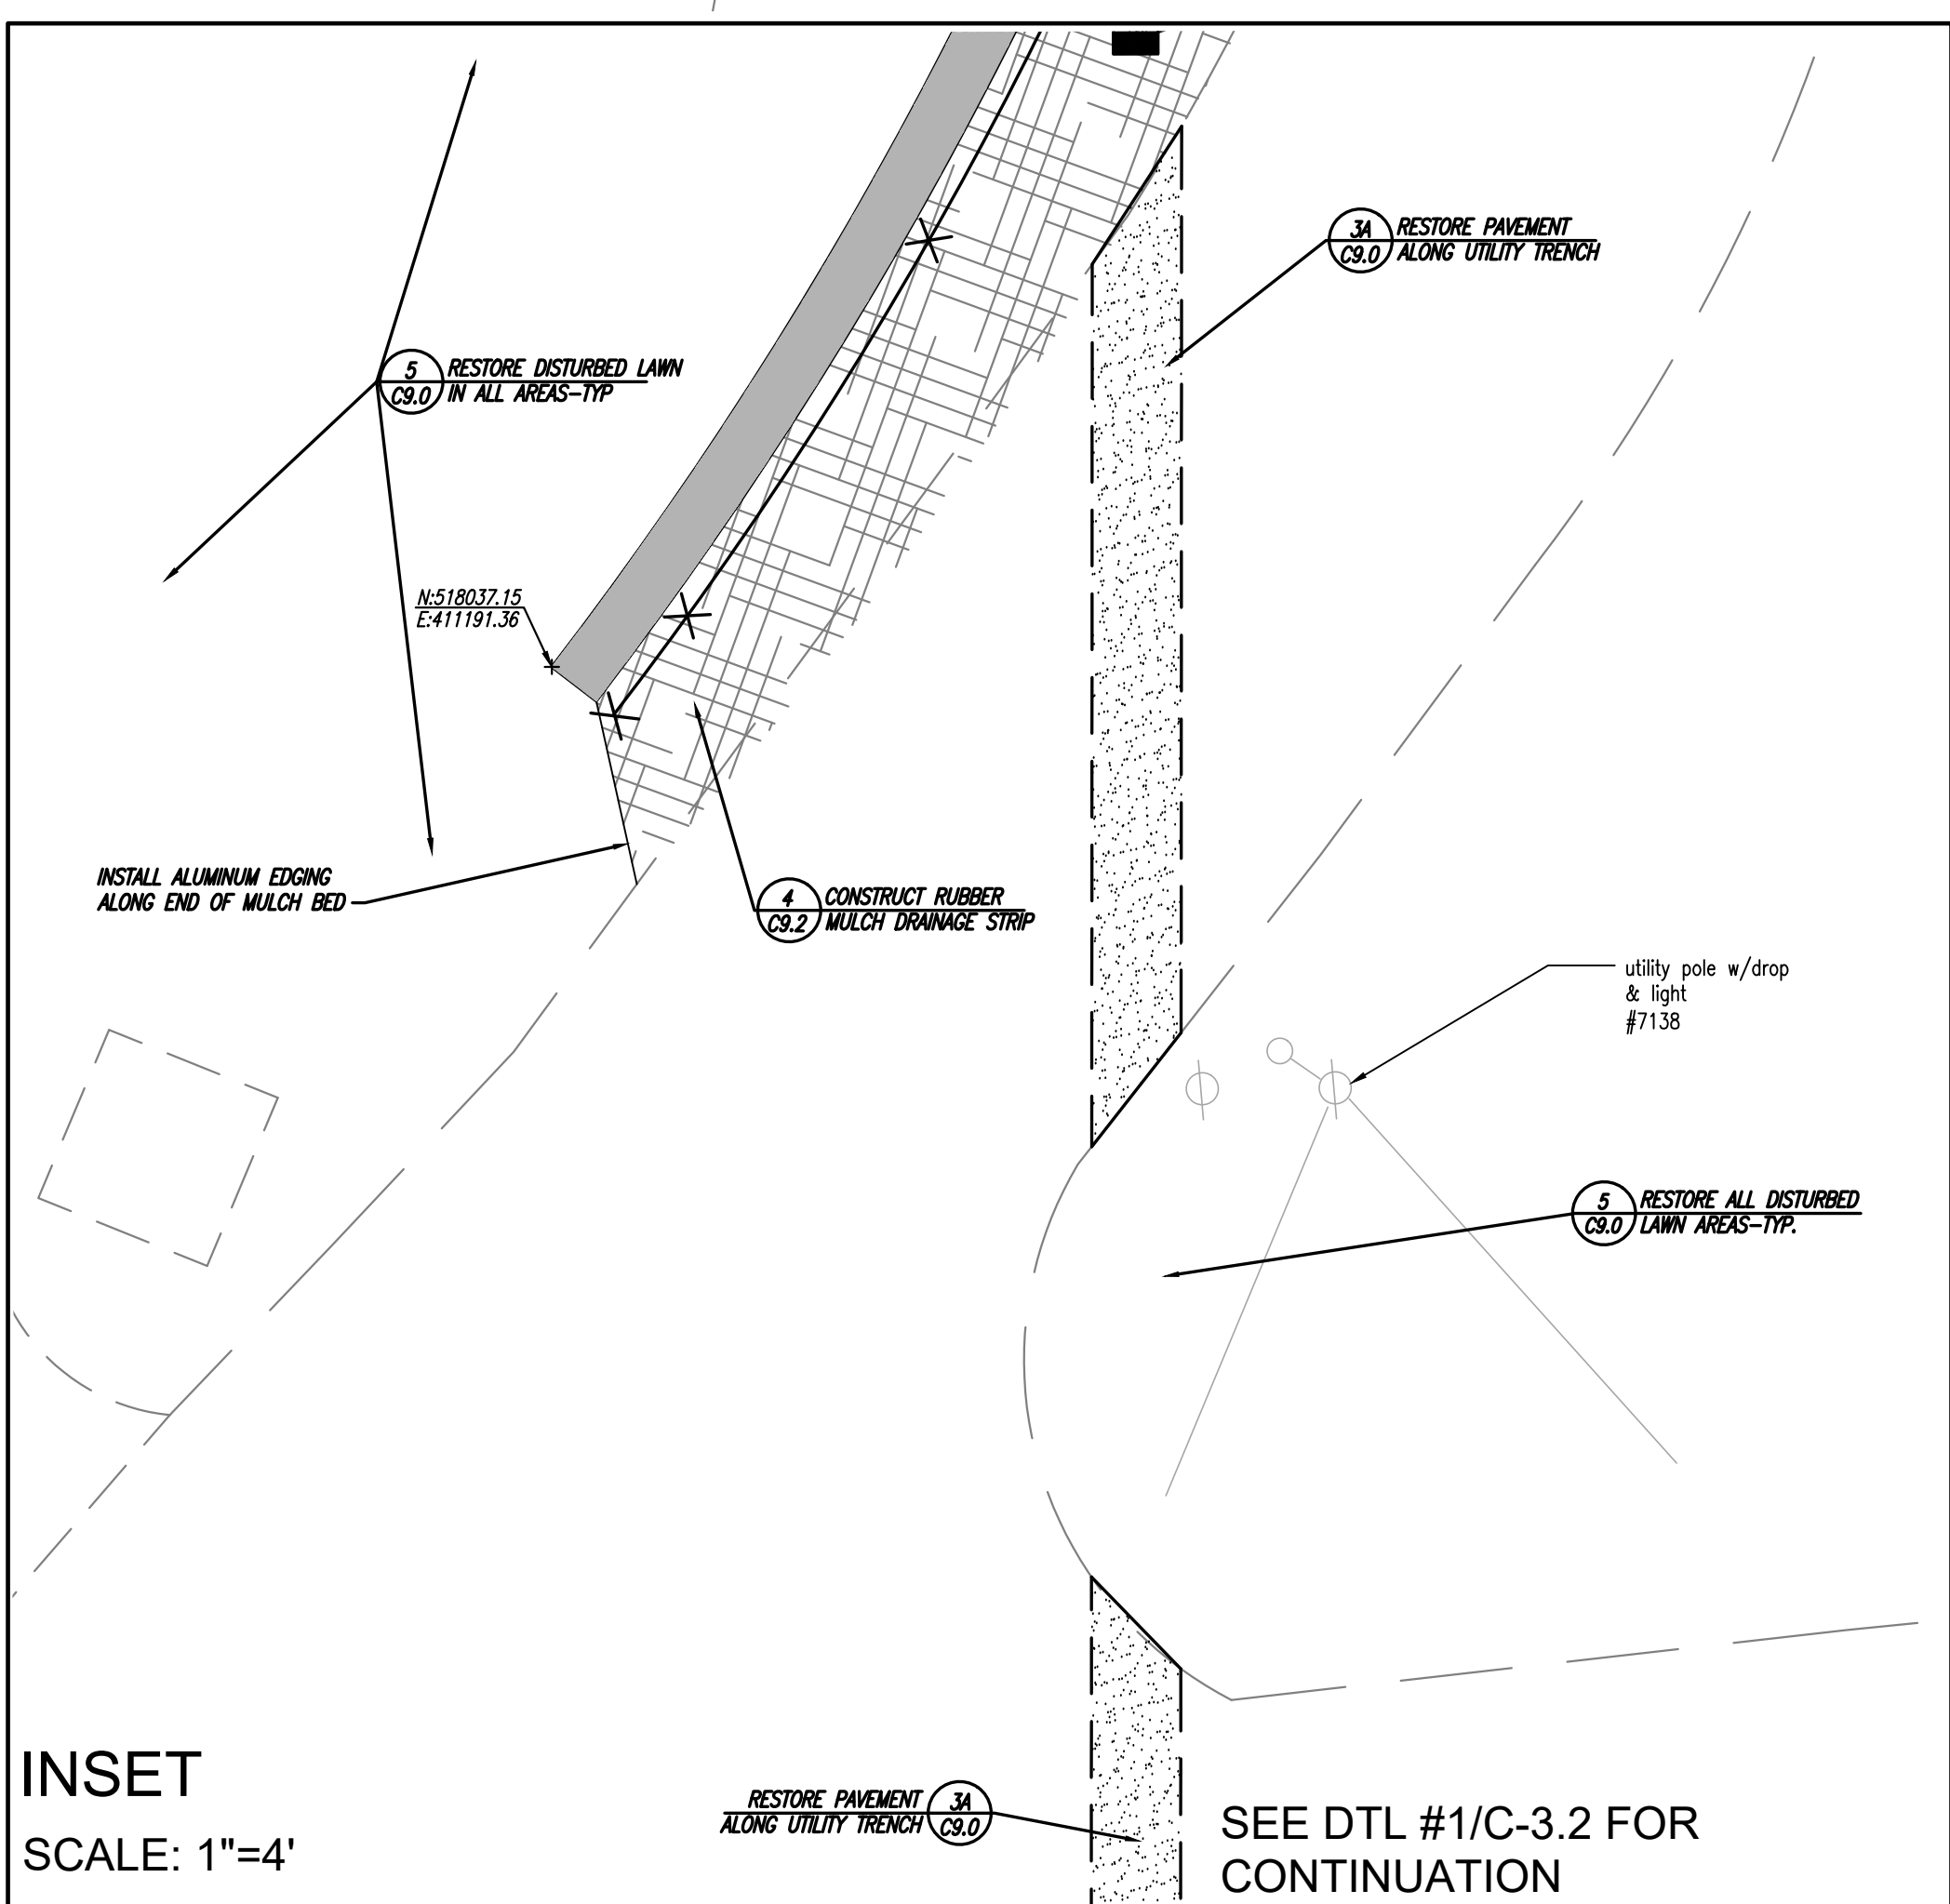 3A
C9.0
RESTORE PAVEMENT
ALONG UTILITY TRENCH
5
C9.0
RESTORE DISTURBED LAWN
IN ALL AREAS-TYP
N:518037.15
E:411191.36
INSTALL ALUMINUM EDGING
ALONG END OF MULCH BED
4
C9.2
CONSTRUCT RUBBER
MULCH DRAINAGE STRIP
utility pole w/drop
& light
#7138
5
C9.0
RESTORE ALL DISTURBED
LAWN AREAS-TYP.
INSET
SCALE: 1"=4'
RESTORE PAVEMENT
ALONG UTILITY TRENCH
3A
C9.0
SEE DTL #1/C-3.2 FOR
CONTINUATION